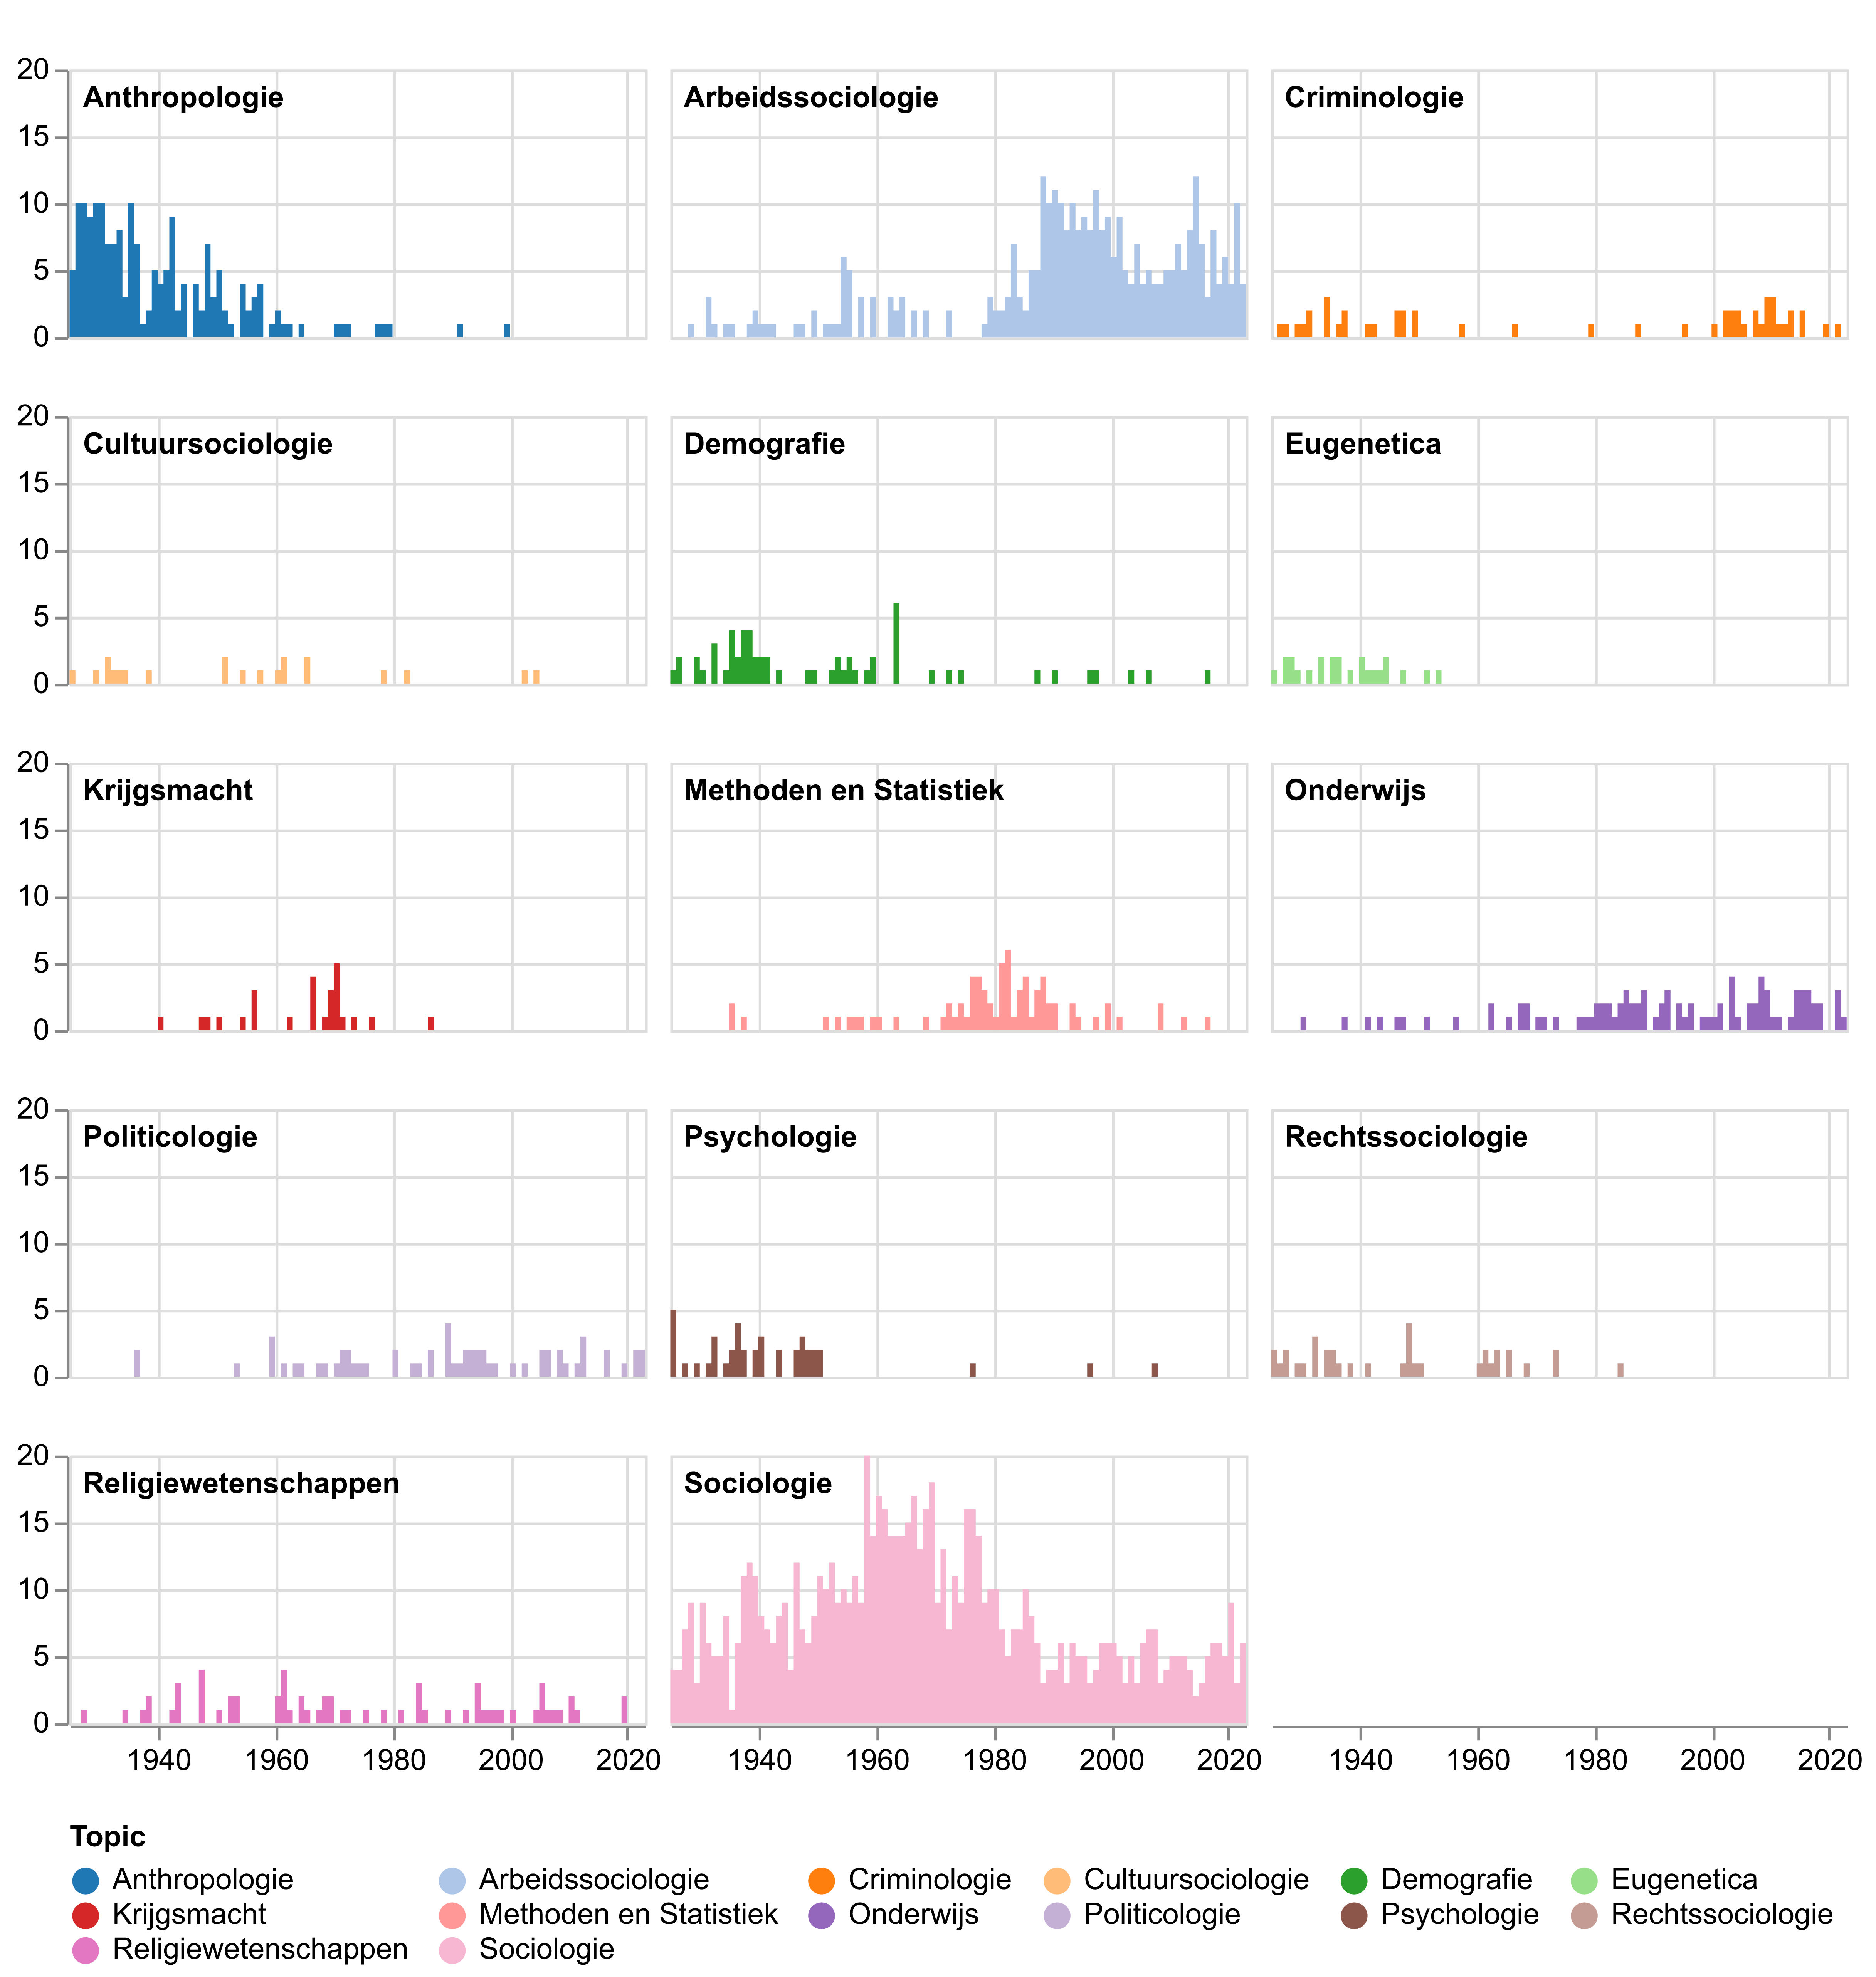 20
15
10
5
0
Anthropologie
Arbeidssociologie
Criminologie
20
15
10
5
0
Cultuursociologie
Demografie
Eugenetica
20
15
10
5
0
Krijgsmacht
Methoden en Statistiek
Onderwijs
20
15
10
5
0
Politicologie
Psychologie
Rechtssociologie
20
15
10
5
0
Religiewetenschappen
Sociologie
1940 1960 1980 2000 2020
1940 1960 1980 2000 2020
1940 1960 1980 2000 2020
Topic
Anthropologie Arbeidssociologie Criminologie Cultuursociologie Demografie Eugenetica
Krijgsmacht Methoden en Statistiek Onderwijs Politicologie Psychologie Rechtssociologie
Religiewetenschappen Sociologie